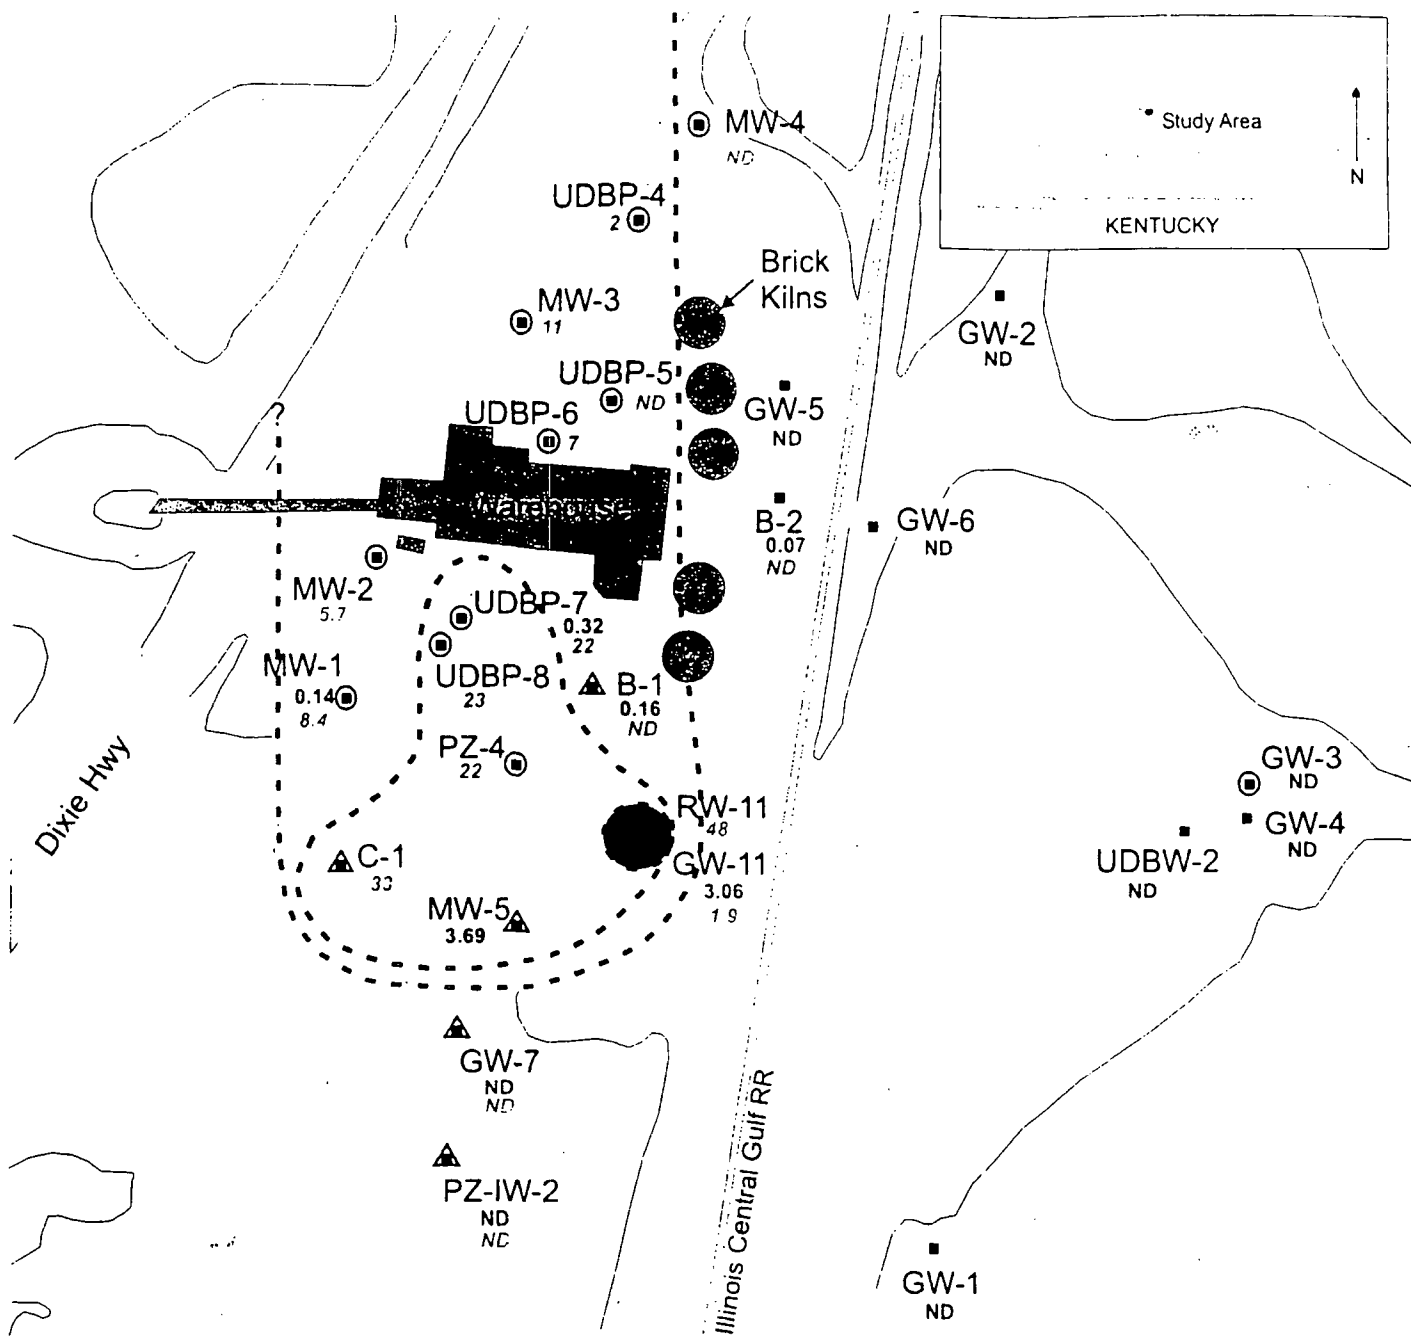 MW-4
ND
Study Area
N
KENTUCKY
UDBP-4
2
Brick
Kilns
MW-3
11
GW-2
ND
UDBP-5
ND
GW-5
ND
UDBP-6
7
?
Warehouse
B-2
0.07
ND
GW-6
ND
MW-2
5.7
UDBP-7
0.32
22
MW-1
0.14
8.4
UDBP-8
23
B-1
0.16
ND
PZ-4
22
Dixie Hwy
GW-3
ND
RW-11
48
GW-4
ND
UDBW-2
ND
C-1
33
GW-11
3.06
1.9
MW-5
3.69
GW-7
ND
ND
Illinois Central Gulf RR
PZ-IW-2
ND
ND
GW-1
ND